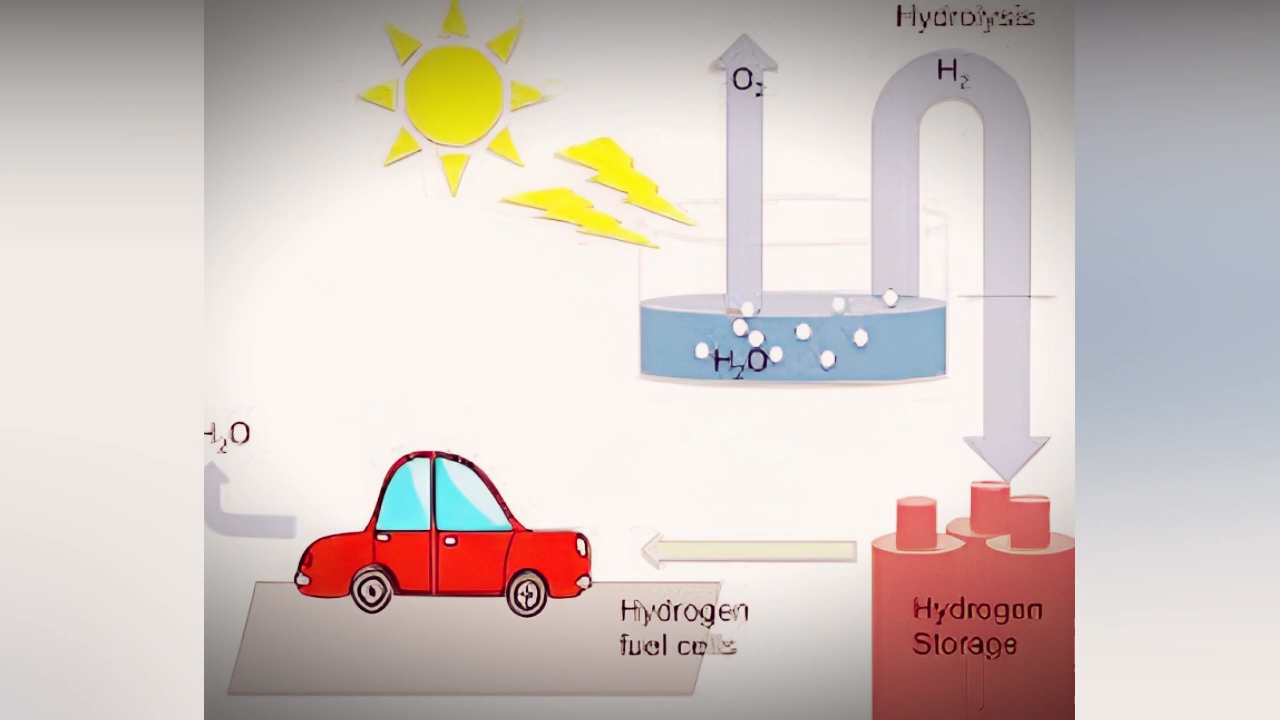 Hydrolysis
O₂
H₂
H₂O
H₂O
Hydrogen
fuel cells
Hydrogen
Storage